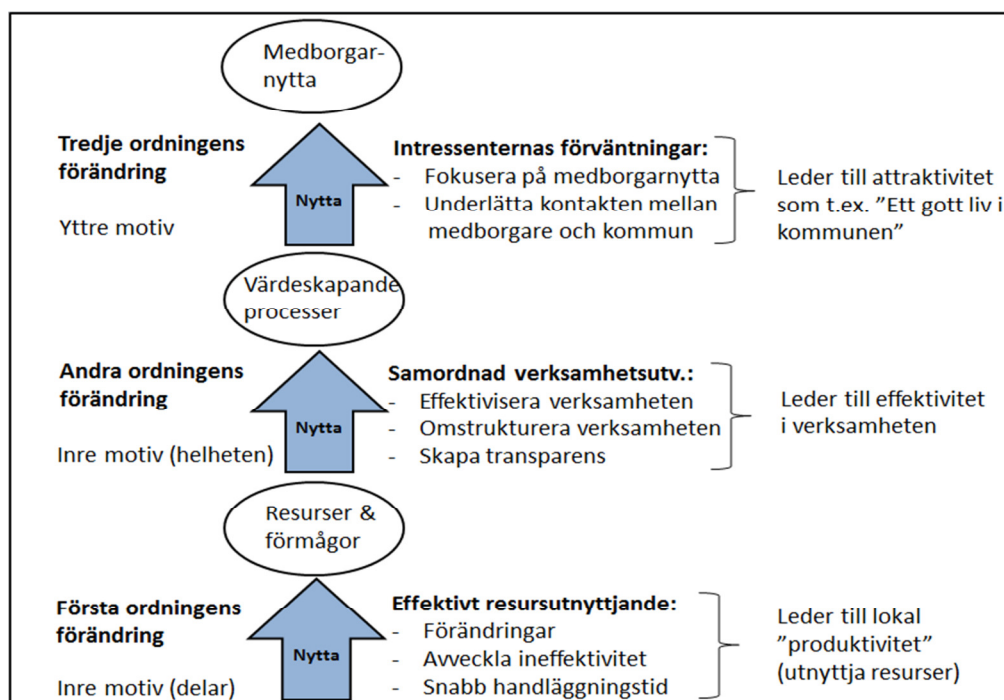 Medborgar-
nytta
Tredje ordningens
förändring
Yttre motiv
Nytta
Intressenternas förväntningar:
- Fokusera på medborgarnytta
- Underlätta kontakten mellan
medborgare och kommun
Leder till attraktivitet
som t.ex. ”Ett gott liv i
kommunen”
Värdeskapande
processer
Andra ordningens
förändring
Inre motiv (helheten)
Nytta
Samordnad verksamhetsutv.:
- Effektivisera verksamheten
- Omstrukturera verksamheten
- Skapa transparens
Leder till effektivitet
i verksamheten
Resurser &
förmågor
Första ordningens
förändring
Inre motiv (delar)
Nytta
Effektivt resursutnyttjande:
- Förändringar
- Avveckla ineffektivitet
- Snabb handläggningstid
Leder till lokal
”produktivitet”
(utnyttja resurser)